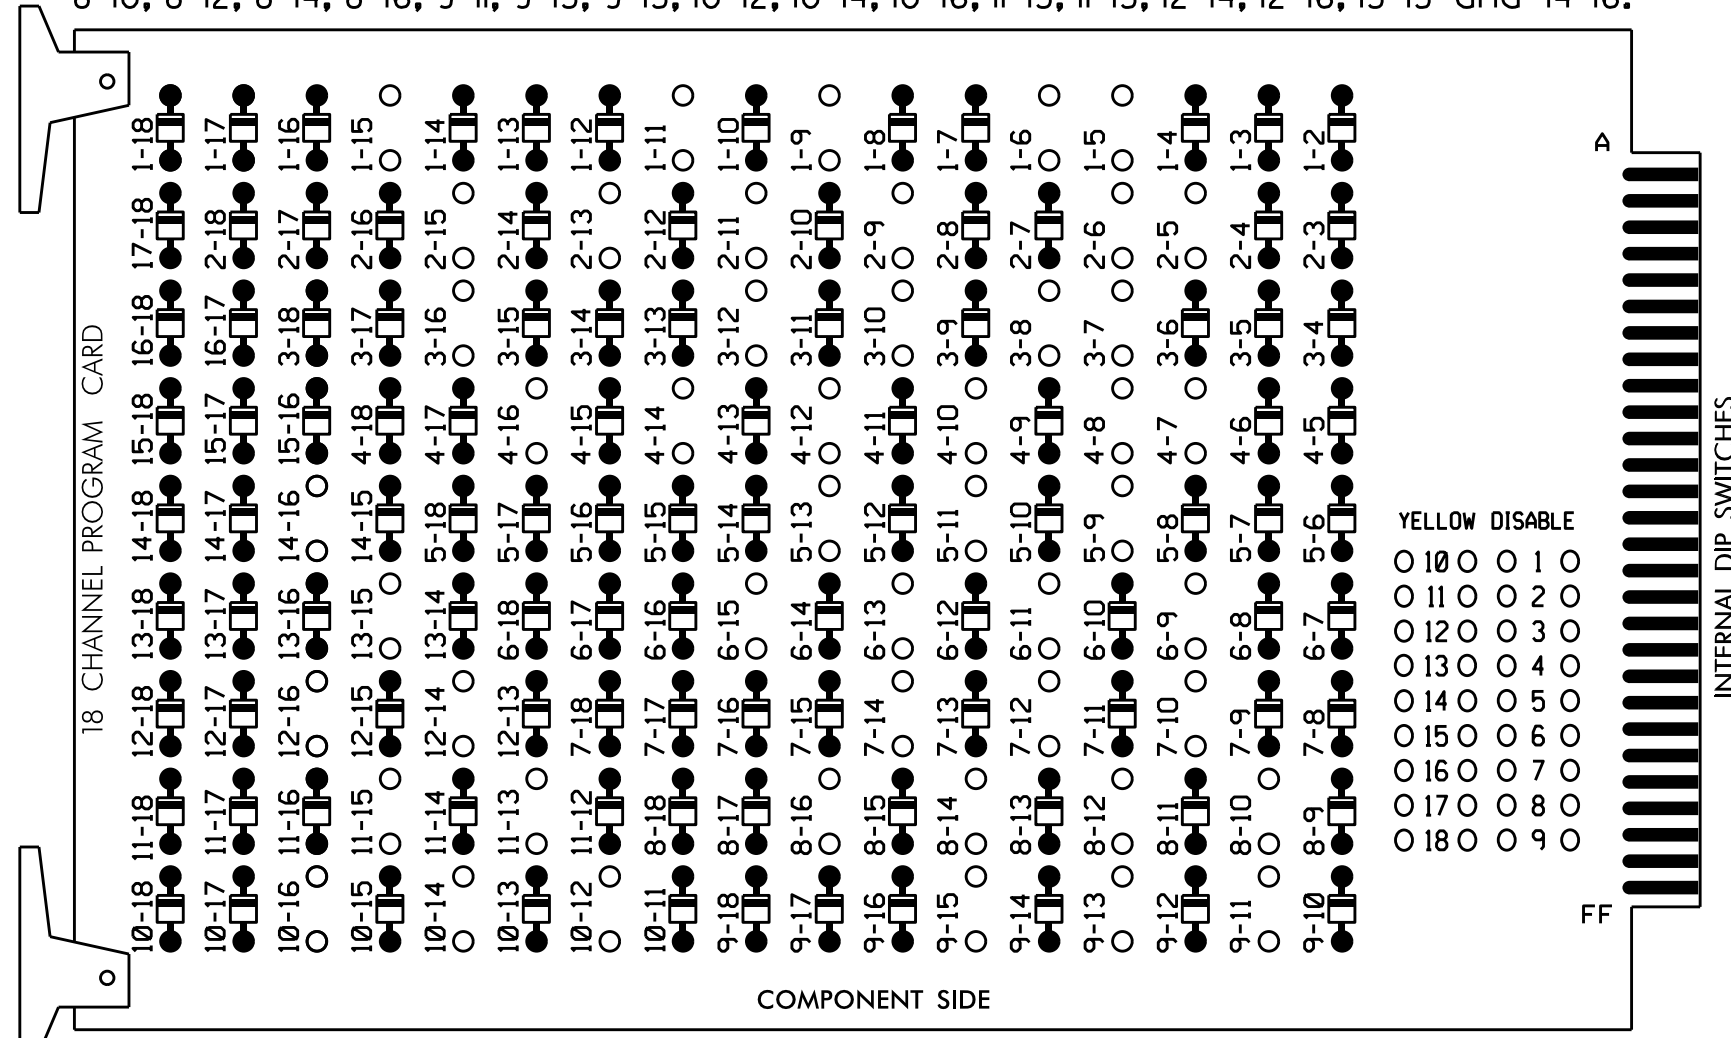 1-18 1-17 1-16 1-15 1-14 1-13 1-12 1-11 1-10 1-9 1-8 1-7 1-6 1-5 1-4 1-3 1-2
A
17-18 2-18 2-17 2-16 2-15 2-14 2-13 2-12 2-11 2-10 2-9 2-8 2-7 2-6 2-5 2-4 2-3
16-18 16-17 3-18 3-17 3-16 3-15 3-14 3-13 3-12 3-11 3-10 3-9 3-8 3-7 3-6 3-5 3-4
15-18 15-17 15-16 4-18 4-17 4-16 4-15 4-14 4-13 4-12 4-11 4-10 4-9 4-8 4-7 4-6 4-5
14-18 14-17 14-16 14-15 5-18 5-17 5-16 5-15 5-14 5-13 5-12 5-11 5-10 5-9 5-8 5-7 5-6
13-18 13-17 13-16 13-15 13-14 6-18 6-17 6-16 6-15 6-14 6-13 6-12 6-11 6-10 6-9 6-8 6-7
12-18 12-17 12-16 12-15 12-14 12-13 7-18 7-17 7-16 7-15 7-14 7-13 7-12 7-11 7-10 7-9 7-8
11-18 11-17 11-16 11-15 11-14 11-13 11-12 8-18 8-17 8-16 8-15 8-14 8-13 8-12 8-11 8-10 8-9
10-18 10-17 10-16 10-15 10-14 10-13 10-12 10-11 9-18 9-17 9-16 9-15 9-14 9-13 9-12 9-11 9-10
18 CHANNEL PROGRAM CARD
YELLOW DISABLE
10 1
11 2
12 3
13 4
14 5
15 6
16 7
17 8
18 9
FF
COMPONENT SIDE
INTERNAL DIP SWITCHES